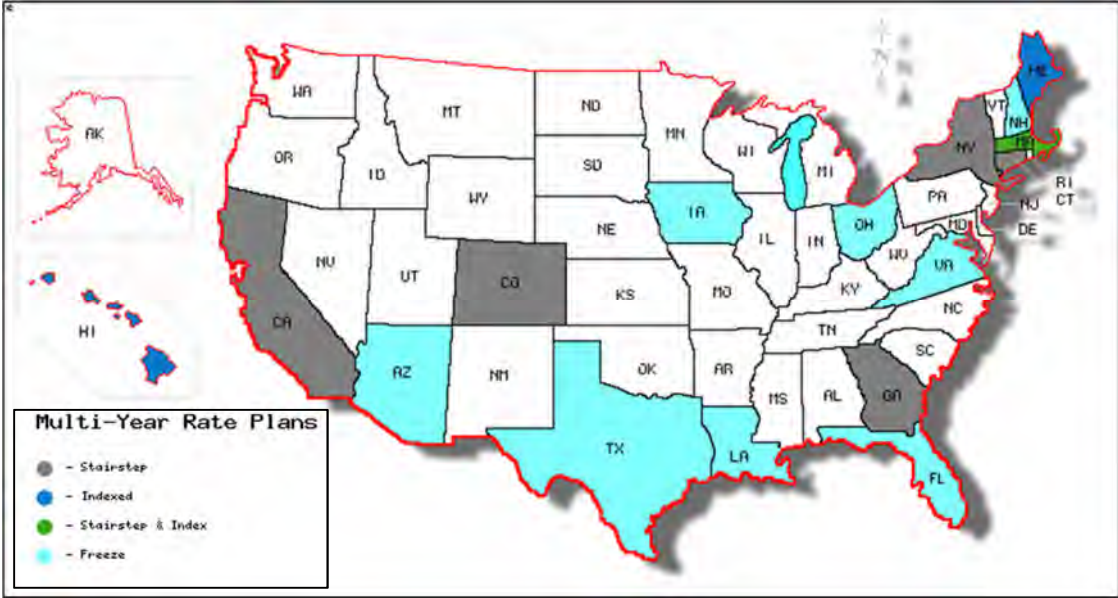 WA
MT
ND
MN
VT
ME
AK
OR
ID
SD
WI
MI
NY
NH
WY
IA
PA
RI
CT
NJ
NE
IL
IN
OH
MD
DE
NV
UT
CO
KS
MO
KY
WV
VA
HI
CA
TN
NC
AZ
NM
OK
AR
SC
MS
AL
GA
TX
LA
FL
Multi-Year Rate Plans
- Stairstep
- Indexed
- Stairstep & Index
- Freeze